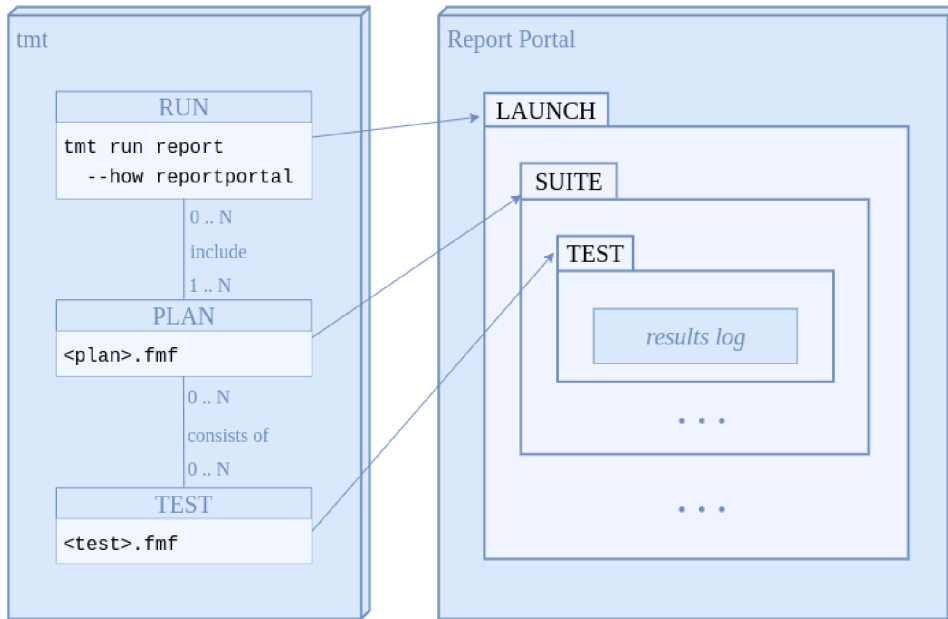 tmt
RUN
tmt run report
--how reportportal
0 .. N
include
1 .. N
PLAN
<plan>.fmf
0 .. N
consists of
0 .. N
TEST
<test>.fmf
Report Portal
LAUNCH
SUITE
TEST
results log
. . .
. . .